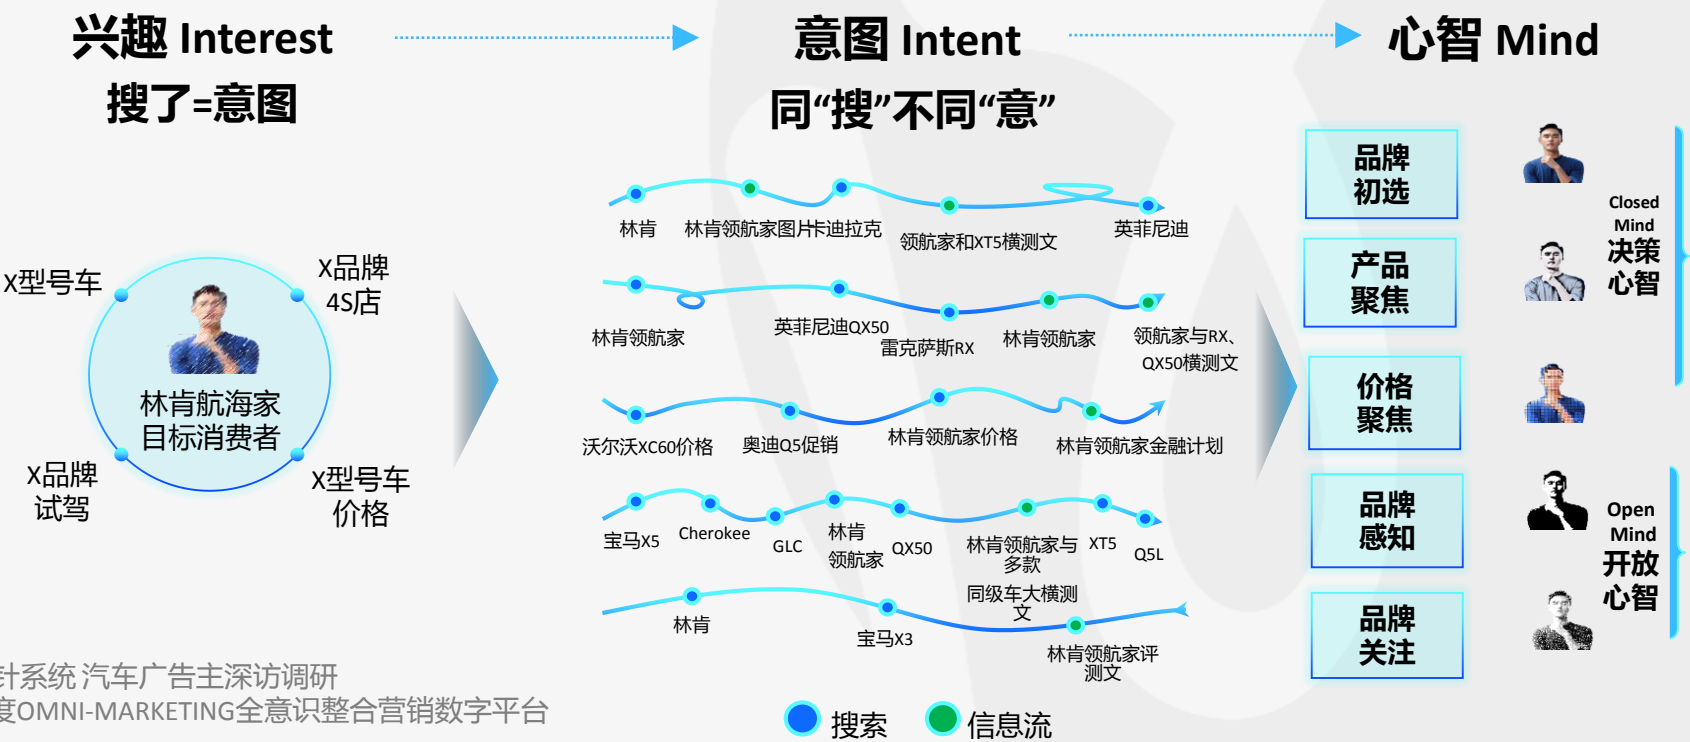 兴趣 Interest
搜了=意图
意图 Intent
同“搜”不同“意”
心智 Mind
X型号车
X品牌
4S店
林肯航海家
目标消费者
X品牌
试驾
X型号车
价格
林肯
林肯领航家图片
卡迪拉克
领航家和XT5横测文
英菲尼迪
林肯领航家
英菲尼迪QX50
雷克萨斯RX
林肯领航家
领航家与RX、
QX50横测文
沃尔沃XC60价格
奥迪Q5促销
林肯领航家价格
林肯领航家金融计划
宝马X5
Cherokee
GLC
林肯
领航家
QX50
林肯领航家与
多款
同级车大横测
文
XT5
Q5L
林肯
宝马X3
林肯领航家评
测文
搜索
信息流
品牌
初选
产品
聚焦
价格
聚焦
品牌
感知
品牌
关注
Closed
Mind
决策
心智
Open
Mind
开放
心智
针系统 汽车广告主深访调研
度OMNI-MARKETING全意识整合营销数字平台